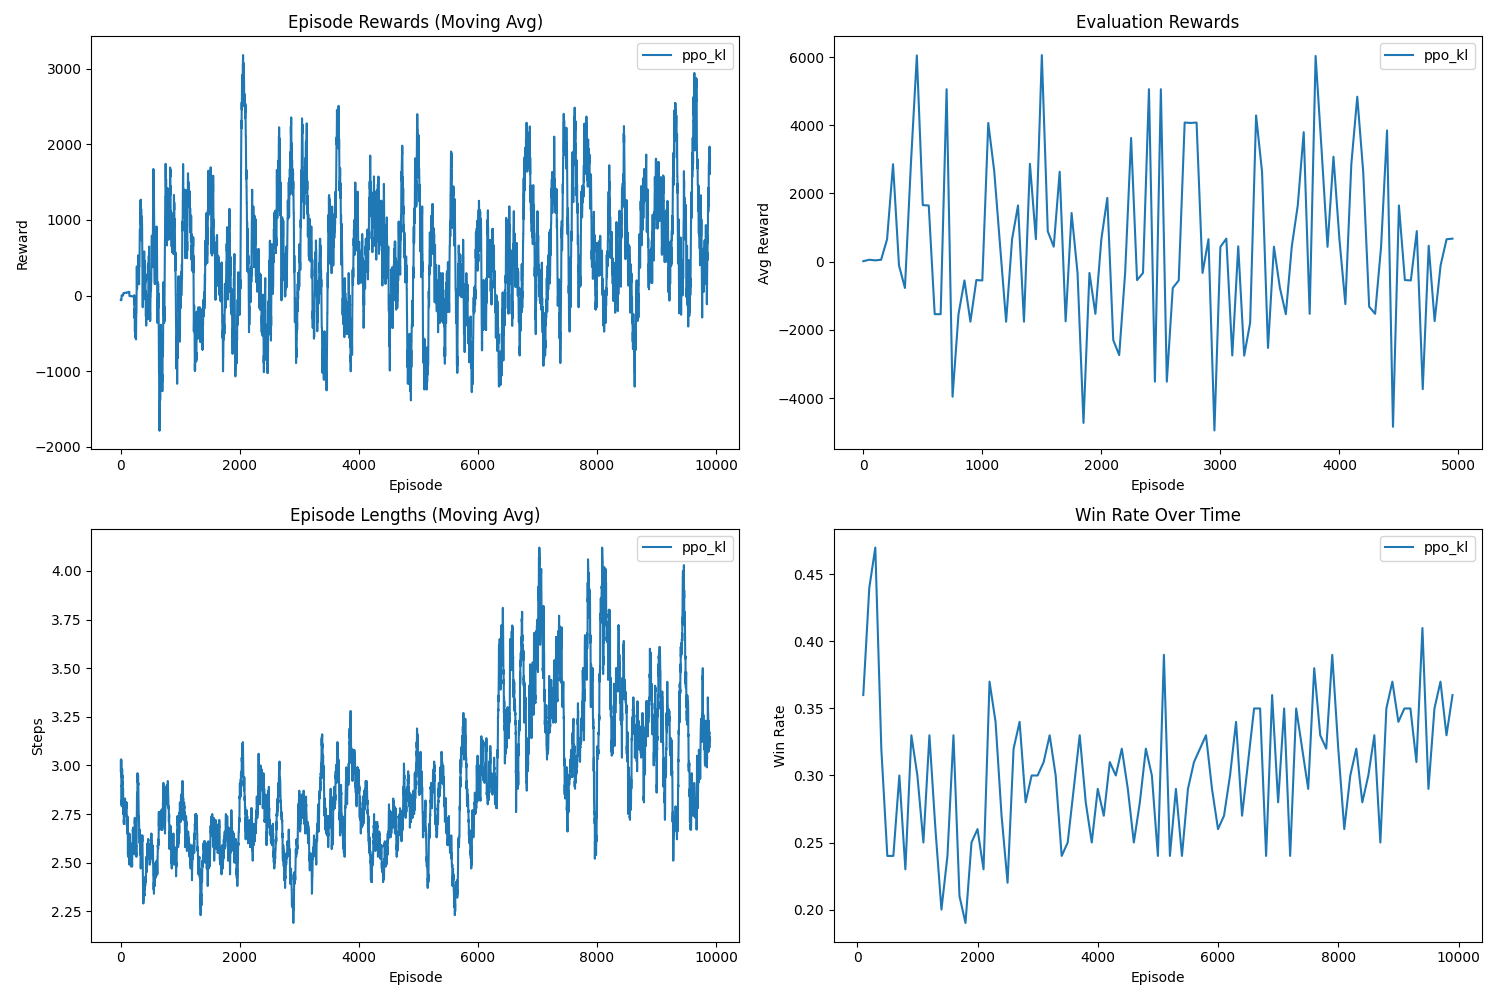 Episode Rewards (Moving Avg)
ppo_kl
3000
2000
1000
0
−1000
−2000
Reward
0 2000 4000 6000 8000 10000
Episode
Evaluation Rewards
ppo_kl
6000
4000
2000
0
−2000
−4000
Avg Reward
0 1000 2000 3000 4000 5000
Episode
Episode Lengths (Moving Avg)
ppo_kl
4.00
3.75
3.50
3.25
3.00
2.75
2.50
2.25
Steps
0 2000 4000 6000 8000 10000
Episode
Win Rate Over Time
ppo_kl
0.45
0.40
0.35
0.30
0.25
0.20
Win Rate
0 2000 4000 6000 8000 10000
Episode